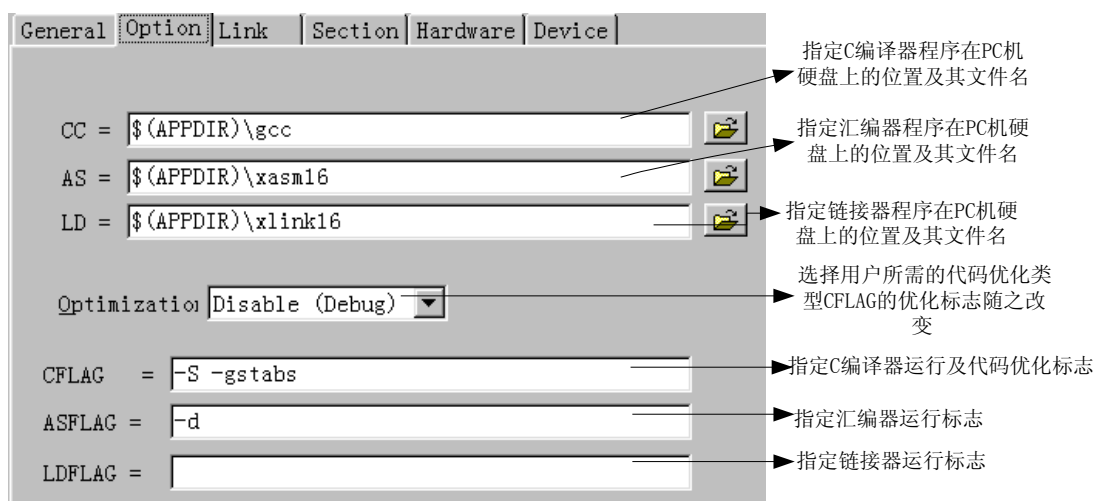 General Option Link Section Hardware Device
指定C编译器程序在PC机
硬盘上的位置及其文件名
CC = $(APPDIR)\gcc
指定汇编器程序在PC机硬
盘上的位置及其文件名
AS = $(APPDIR)\xasm16
LD = $(APPDIR)\xlink16
指定链接器程序在PC机硬
盘上的位置及其文件名
选择用户所需的代码优化类
型CFLAG的优化标志随之改
变
Optimizatio Disable (Debug)
CFLAG = -S -gstabs
指定C编译器运行及代码优化标志
ASFLAG = -d
指定汇编器运行标志
LDFLAG =
指定链接器运行标志